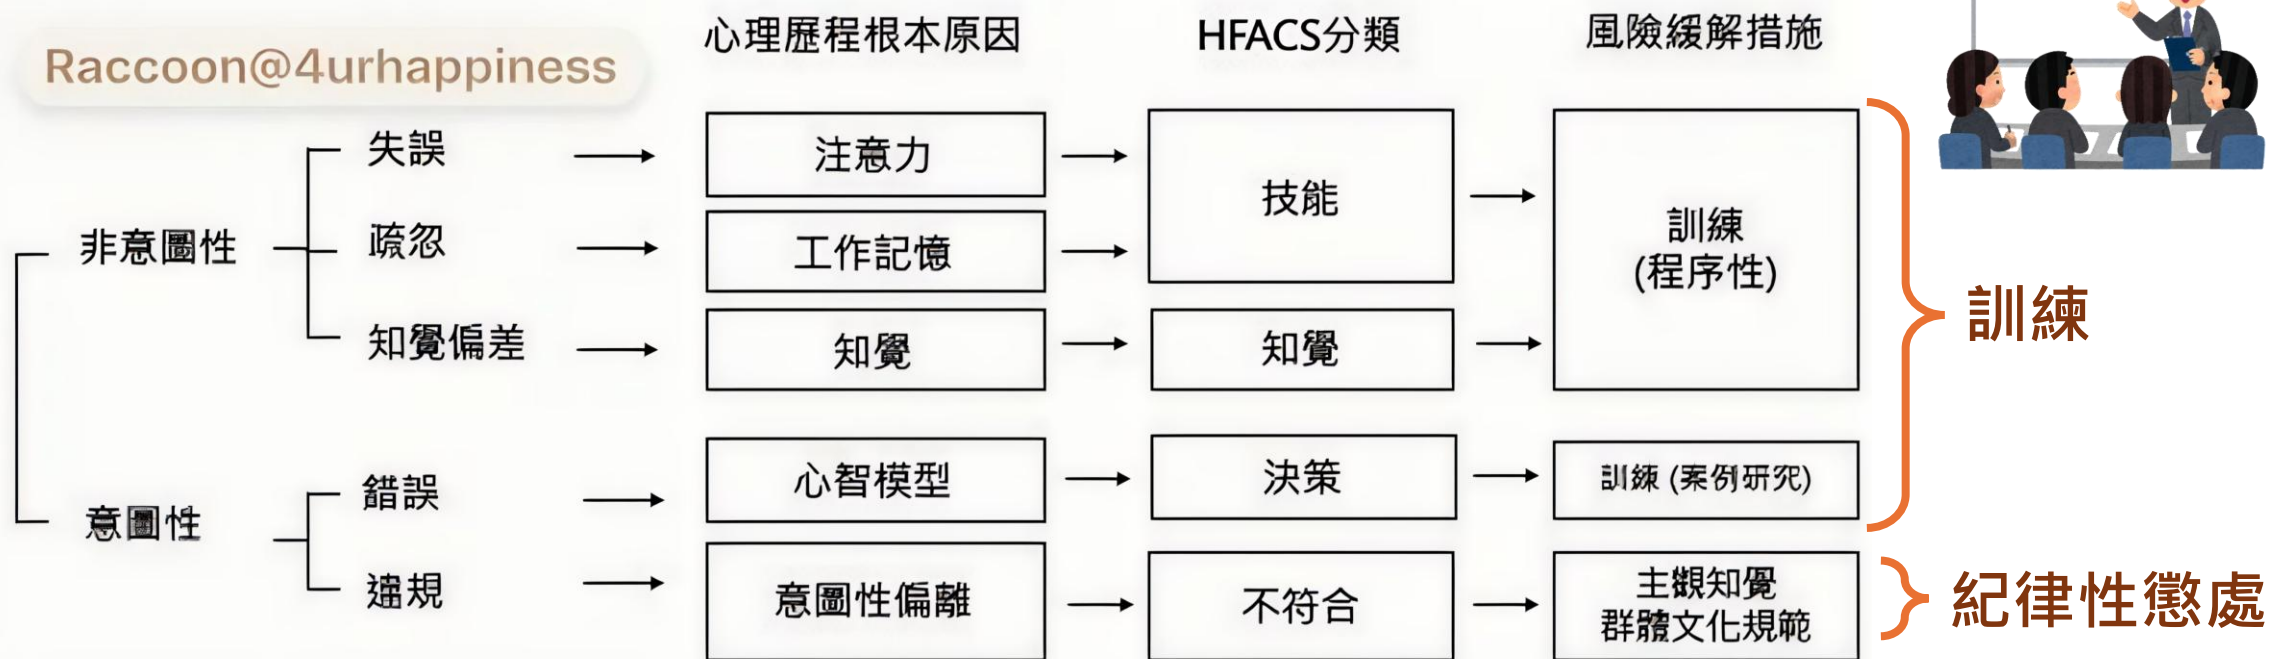 心理歷程根本原因
HFACS分類
風險緩解措施
Raccoon@4urhappiness
失誤
注意力
技能
訓練
(程序性)
非意圖性
疏忽
工作記憶
知覺偏差
知覺
知覺
訓練
錯誤
心智模型
決策
訓練 (案例研究)
意圖性
違規
意圖性偏離
不符合
主觀知覺
群體文化規範
紀律性懲處